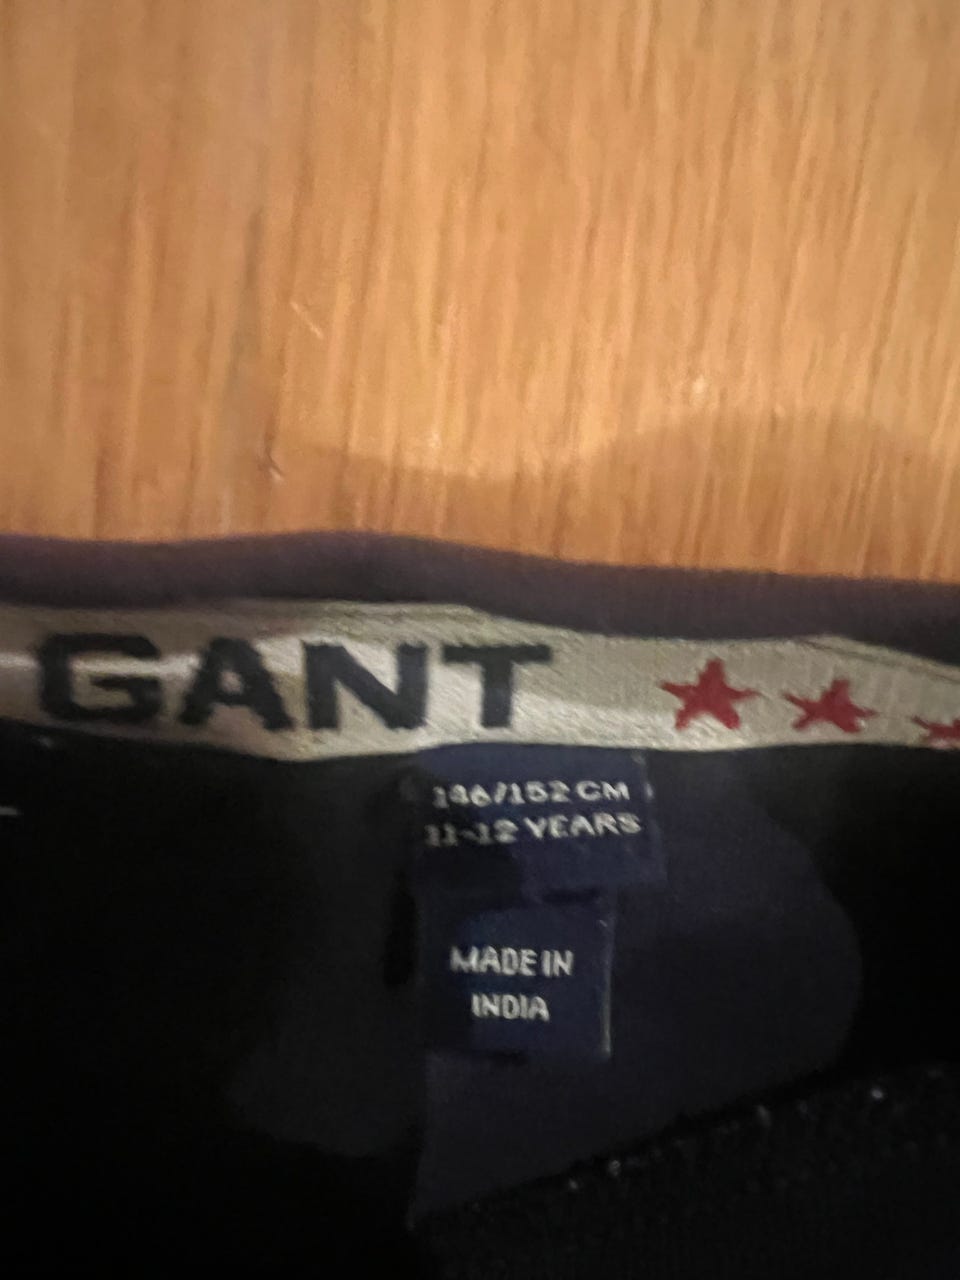 GANT
146/152 CM
11-12 YEARS
MADE IN
INDIA